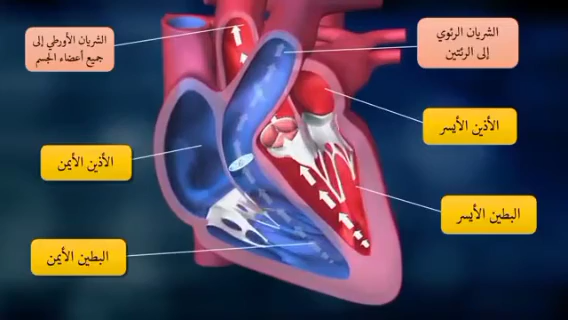 الشريان الرئوي
إلى الرئتين
الشريان الأورطي إلى
جميع أعضاء الجسم
الأذين الأيسر
الأذين الأيمن
البطين الأيسر
البطين الأيمن